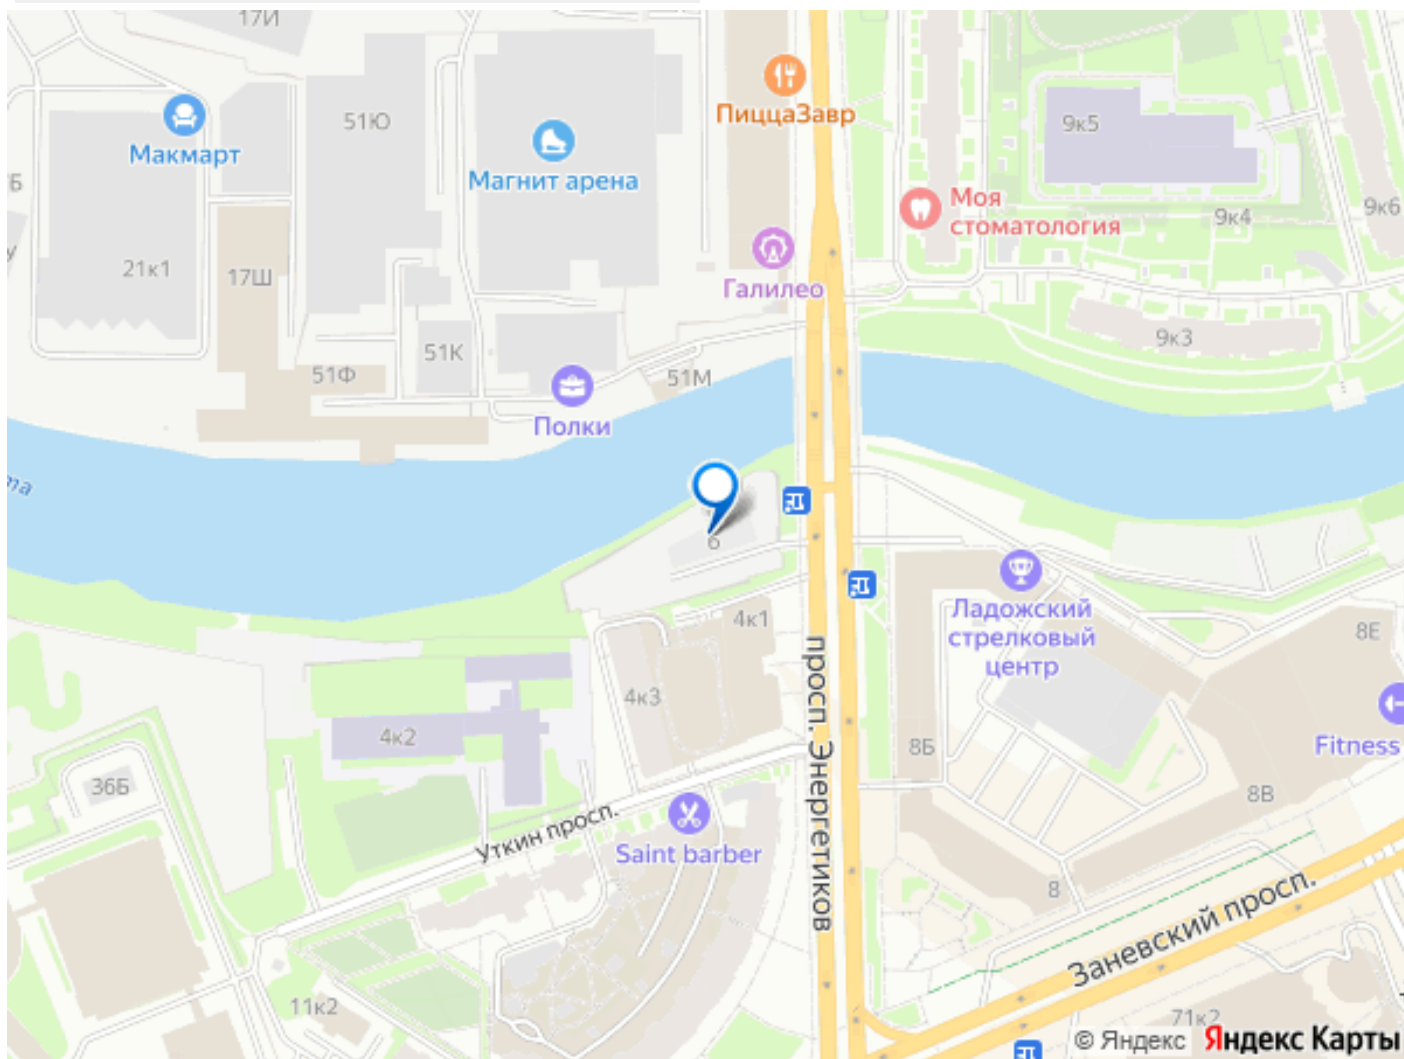 17И
ПиццаЗавр
51Ю
9к5
Макмарт
Магнит арена
Моя
стоматология
9к4
9к6
21к1
17Ш
Галилео
51К
9к3
51Ф
51М
Полки
6
Ладожский
стрелковый
центр
4к1
8Е
4к3
4к2
просп. Энергетиков
8Б
Fitness
36Б
8В
Уткин просп.
Saint barber
8
Заневский просп.
11к2
71к2
© Яндекс Яндекс Карты